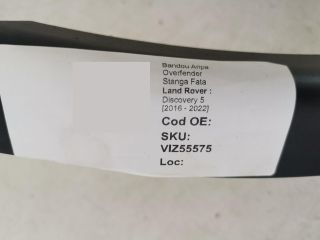 Bandou Aripa
Overfender
Stanga Fata
Land Rover :
Discovery 5
[2016 - 2022]
Cod OE:
SKU:
VIZ55575
Loc: